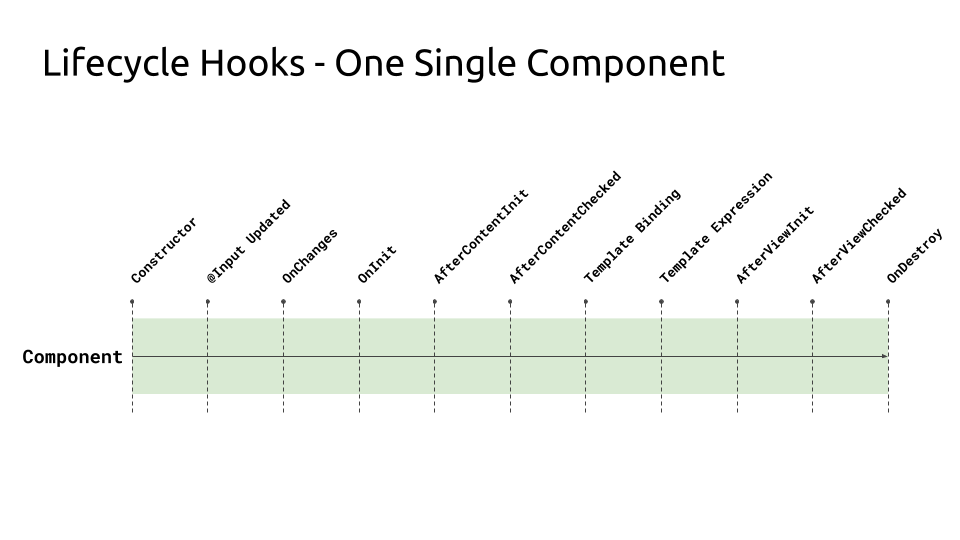 Lifecycle Hooks - One Single Component
Constructor
@Input Updated
OnChanges
OnInit
AfterContentInit
AfterContentChecked
Template Binding
Template Expression
AfterViewInit
AfterViewChecked
OnDestroy
Component